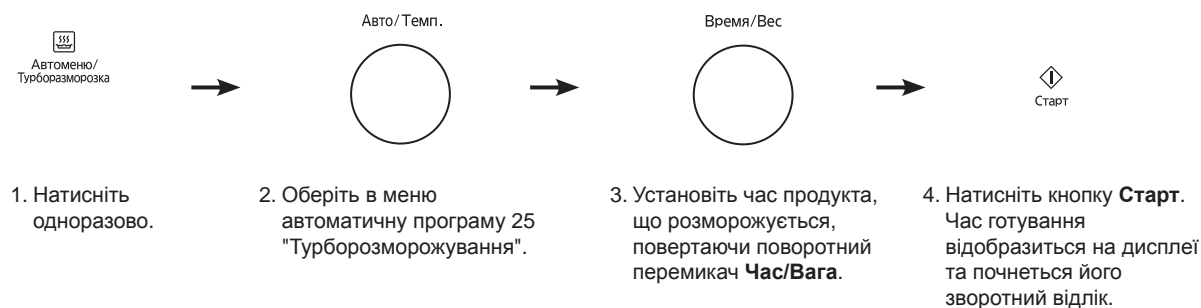 Автоменю/
Турборазморозка
Авто/Темп.
Время/Вес
Старт
1. Натисніть
одноразово.
2. Оберіть в меню
автоматичну програму 25
"Турборозморожування".
3. Установіть час продукта,
що розморожується,
повертаючи поворотний
перемикач Час/Вага.
4. Натисніть кнопку Старт.
Час готування
відобразиться на дисплеї
та почнеться його
зворотний відлік.